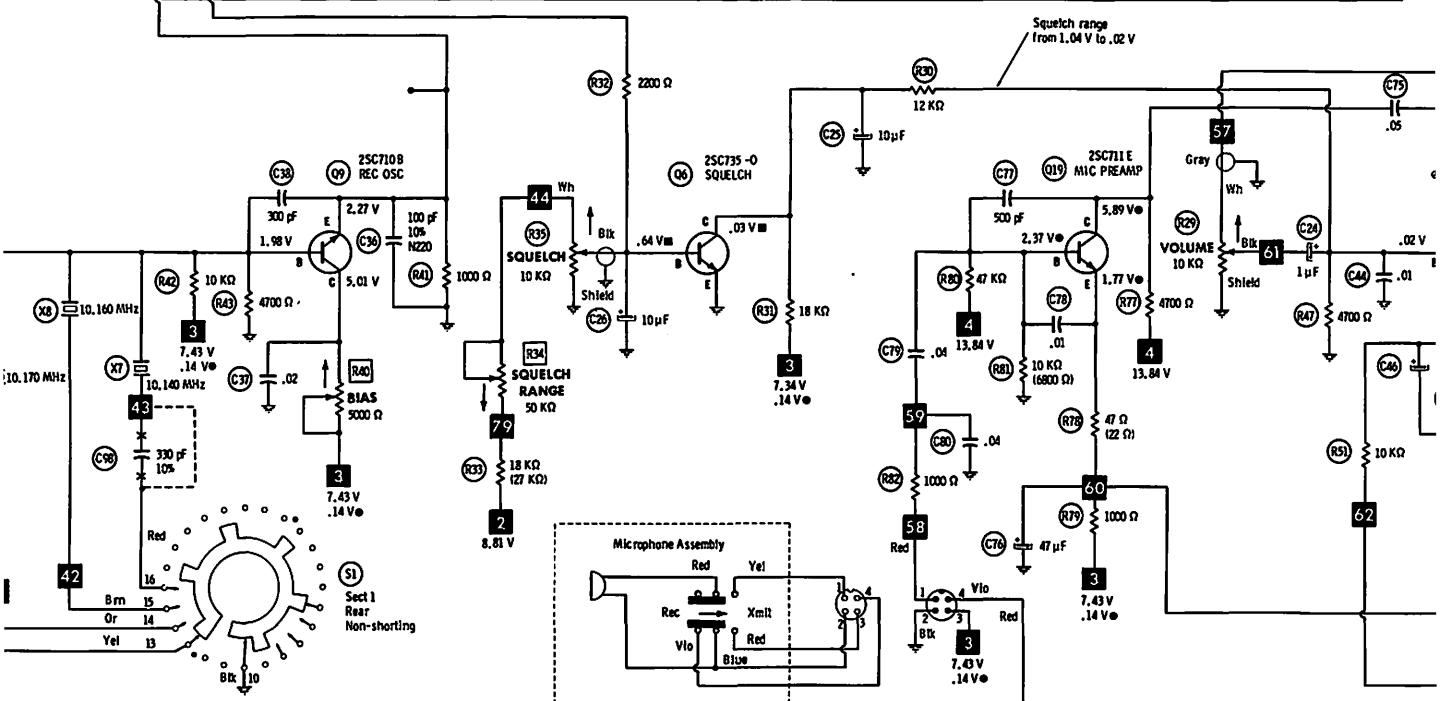 Squelch range
from 1.04 V to .02 V
R32
2200 Ω
R30
12 KΩ
C25
10μF
C75
.05
57
Gray
Wh
2SC710B
REC OSC
Q9
C38
300 pF
E
2.27 V
1.98 V
B
C
5.01 V
C36
100 pF
10%
N220
R41
1000 Ω
44
Wh
R35
SQUELCH
10 KΩ
Blk
Shield
C26
10μF
2SC735-O
SQUELCH
Q6
C
.64 V■
B
.03 V■
E
R31
18 KΩ
3
7.34 V
.14 V●
2SC711E
MIC PREAMP
Q19
C77
500 pF
C
5.89 V●
2.37 V●
B
1.77 V●
E
R80
47 KΩ
4
13.84 V
C78
.01
R81
10 KΩ
(6800 Ω)
R77
4700 Ω
4
13.84 V
R29
VOLUME
10 KΩ
Blk
61
Shield
C24
1μF
.02 V
C44
.01
R47
4700 Ω
X8
10.160 MHz
10.170 MHz
R42
10 KΩ
3
7.43 V
.14 V●
R43
4700 Ω
X7
10.140 MHz
43
C98
330 pF
10%
C37
.02
R40
BIAS
5000 Ω
3
7.43 V
.14 V●
R34
SQUELCH
RANGE
50 KΩ
79
R33
18 KΩ
(27 KΩ)
2
8.81 V
C79
.04
59
C80
.04
R82
1000 Ω
58
Red
R78
47 Ω
(22 Ω)
60
R79
1000 Ω
C76
47μF
3
7.43 V
.14 V●
C46
R51
10 KΩ
62
Red
42
16
Brn
15
Or
14
Yel
13
Blk
10
S1
Sect 1
Rear
Non-shorting
Microphone Assembly
Red
Yel
Rec
Xmit
Vio
Red
Blue
1
4
2
3
1
4
Vio
2
3
Blk
Red
3
7.43 V
.14 V●